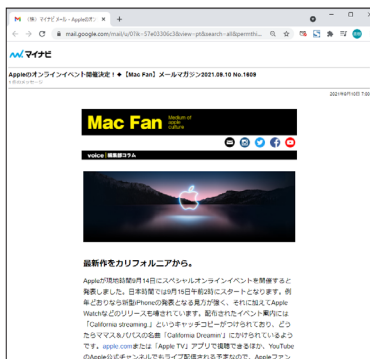 (株) マイナビ メール - Appleのオン
mail.google.com/mail/u/0?ik=57e03306c3&view=pt&search=all&permthi...
マイナビ
Appleのオンラインイベント開催決定！◆【Mac Fan】メールマガジン2021.09.10 No.1609
Mac Fan
Medium of
apple
culture
voice 編集部コラム
最新作をカリフォルニアから。
Appleが現地時間9月14日にスペシャルオンラインイベントを開催すると
発表しました。日本時間では9月15日午前2時にスタートとなります。例
年どおりなら新型iPhoneの発表となる見方が強く、それに加えてApple
Watchなどのリリースも噂されています。配布されたイベント案内には
「California streaming.」というキャッチコピーがつけられており、どう
たらママス&パパスの名曲「California Dreamin'」にかけられているよう
です。apple.comまたは「Apple TV」アプリで視聴できるほか、YouTube
のApple公式チャンネルでもライブ配信される予定なので、Appleファン